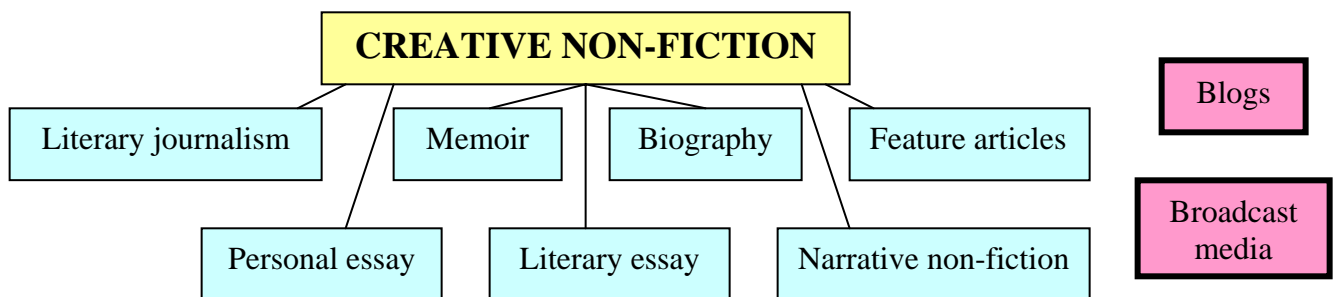 CREATIVE NON-FICTION
Literary journalism
Memoir
Biography
Feature articles
Blogs
Personal essay
Literary essay
Narrative non-fiction
Broadcast
media